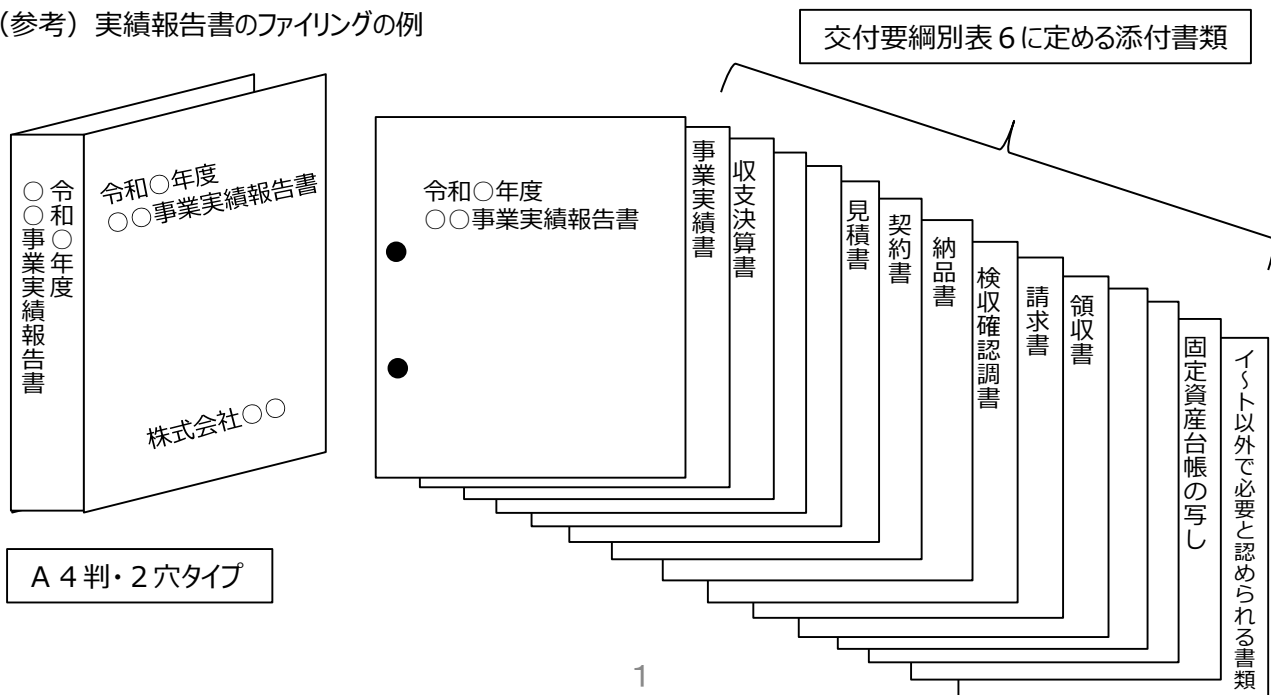 (参考)実績報告書のファイリングの例
交付要綱別表6に定める添付書類
令和○年度
○○事業実績報告書
令和○年度
○○事業実績報告書
株式会社○○
A4判・2穴タイプ
令和○年度
○○事業実績報告書
事業実績書
収支決算書
見積書
契約書
納品書
検収確認調書
請求書
領収書
固定資産台帳の写し
イ~ト以外で必要と認められる書類
1